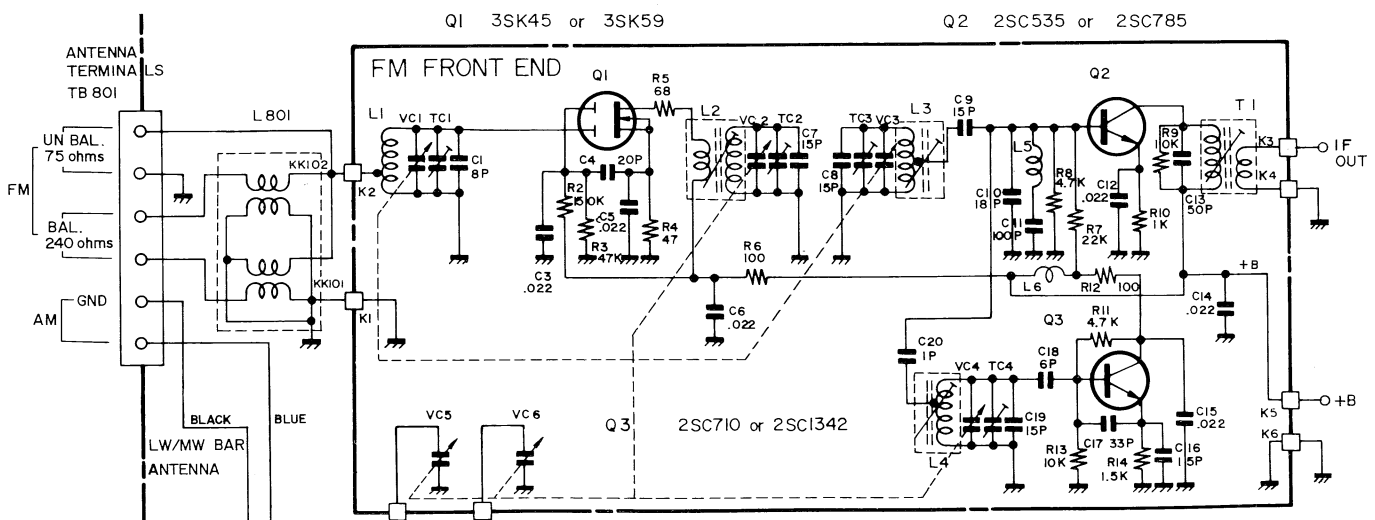 Q1 3SK45 or 3SK59
Q2 2SC535 or 2SC785
ANTENNA
TERMINALS
TB 801
FM FRONT END
UN BAL.
75 ohms
FM
BAL.
240 ohms
GND
AM
L801
KK102
KK101
K2
K1
L1
VC1
TC1
C1
8P
Q1
R5
68
C4
20P
R2
150K
C5
.022
R3
47K
R4
47
C3
.022
L2
VC2
TC2
C7
15P
R6
100
C6
.022
TC3
VC3
C8
15P
L3
C9
15P
C10
18P
L5
C11
100P
R8
4.7K
R7
22K
Q2
C12
.022
R10
1K
R9
10K
C13
50P
T1
K3
K4
IF
OUT
L6
R12
100
+B
C14
.022
Q3
R11
4.7K
C20
1P
L4
VC4
TC4
C18
6P
C19
15P
R13
10K
C17 33P
R14
1.5K
C16
15P
C15
.022
K5
+B
K6
BLACK
BLUE
LW/MW BAR
ANTENNA
VC5
VC6
Q3 2SC710 or 2SC1342